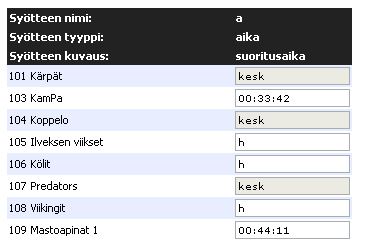 Syötteen nimi: a
Syötteen tyyppi: aika
Syötteen kuvaus: suoritusaika
101 Kärpät kesk
103 KamPa 00:33:42
104 Koppelo kesk
105 Ilveksen viikset h
106 Kölit h
107 Predators kesk
108 Viikingit h
109 Mastoapinat 1 00:44:11